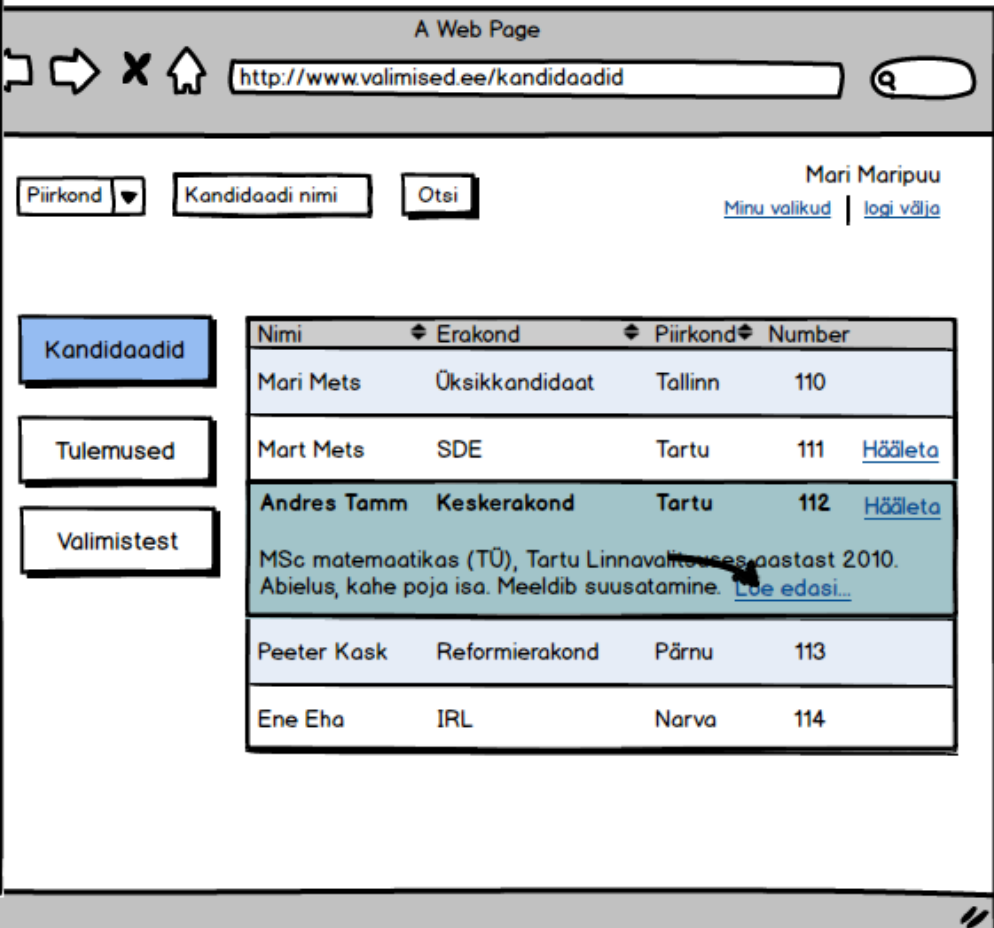 A Web Page
http://www.valimised.ee/kandidaadid
Mari Maripuu
Piirkond Kandidaadi nimi Otsi
Minu valikud logi välja
Kandidaadid
Tulemused
Valimistest
Nimi Erakond Piirkond Number
Mari Mets Üksikkandidaat Tallinn 110
Mart Mets SDE Tartu 111 Hääleta
Andres Tamm Keskerakond Tartu 112 Hääleta
MSc matemaatikas (TÜ), Tartu Linnavalitsuses aastast 2010.
Abielus, kahe poja isa. Meeldib suusatamine. Loe edasi...
Peeter Kask Reformierakond Pärnu 113
Ene Eha IRL Narva 114